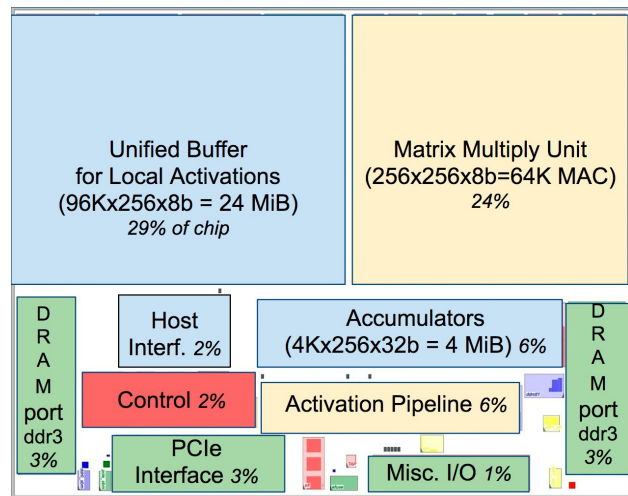 Unified Buffer
for Local Activations
(96Kx256x8b = 24 MiB)
29% of chip
Matrix Multiply Unit
(256x256x8b=64K MAC)
24%
D
R
A
M
port
ddr3
3%
Host
Interf. 2%
Accumulators
(4Kx256x32b = 4 MiB) 6%
D
R
A
M
port
ddr3
3%
Control 2%
Activation Pipeline 6%
PCIe
Interface 3%
Misc. I/O 1%